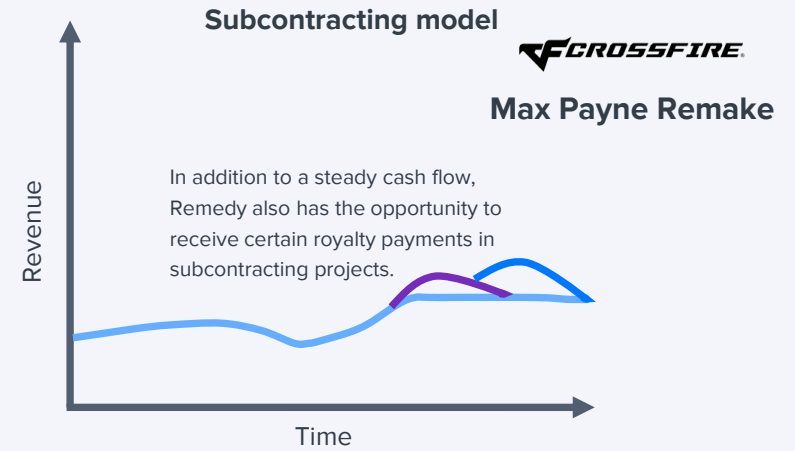 Subcontracting model
CROSSFIRE
Max Payne Remake
In addition to a steady cash flow,
Remedy also has the opportunity to
receive certain royalty payments in
subcontracting projects.
Revenue
Time